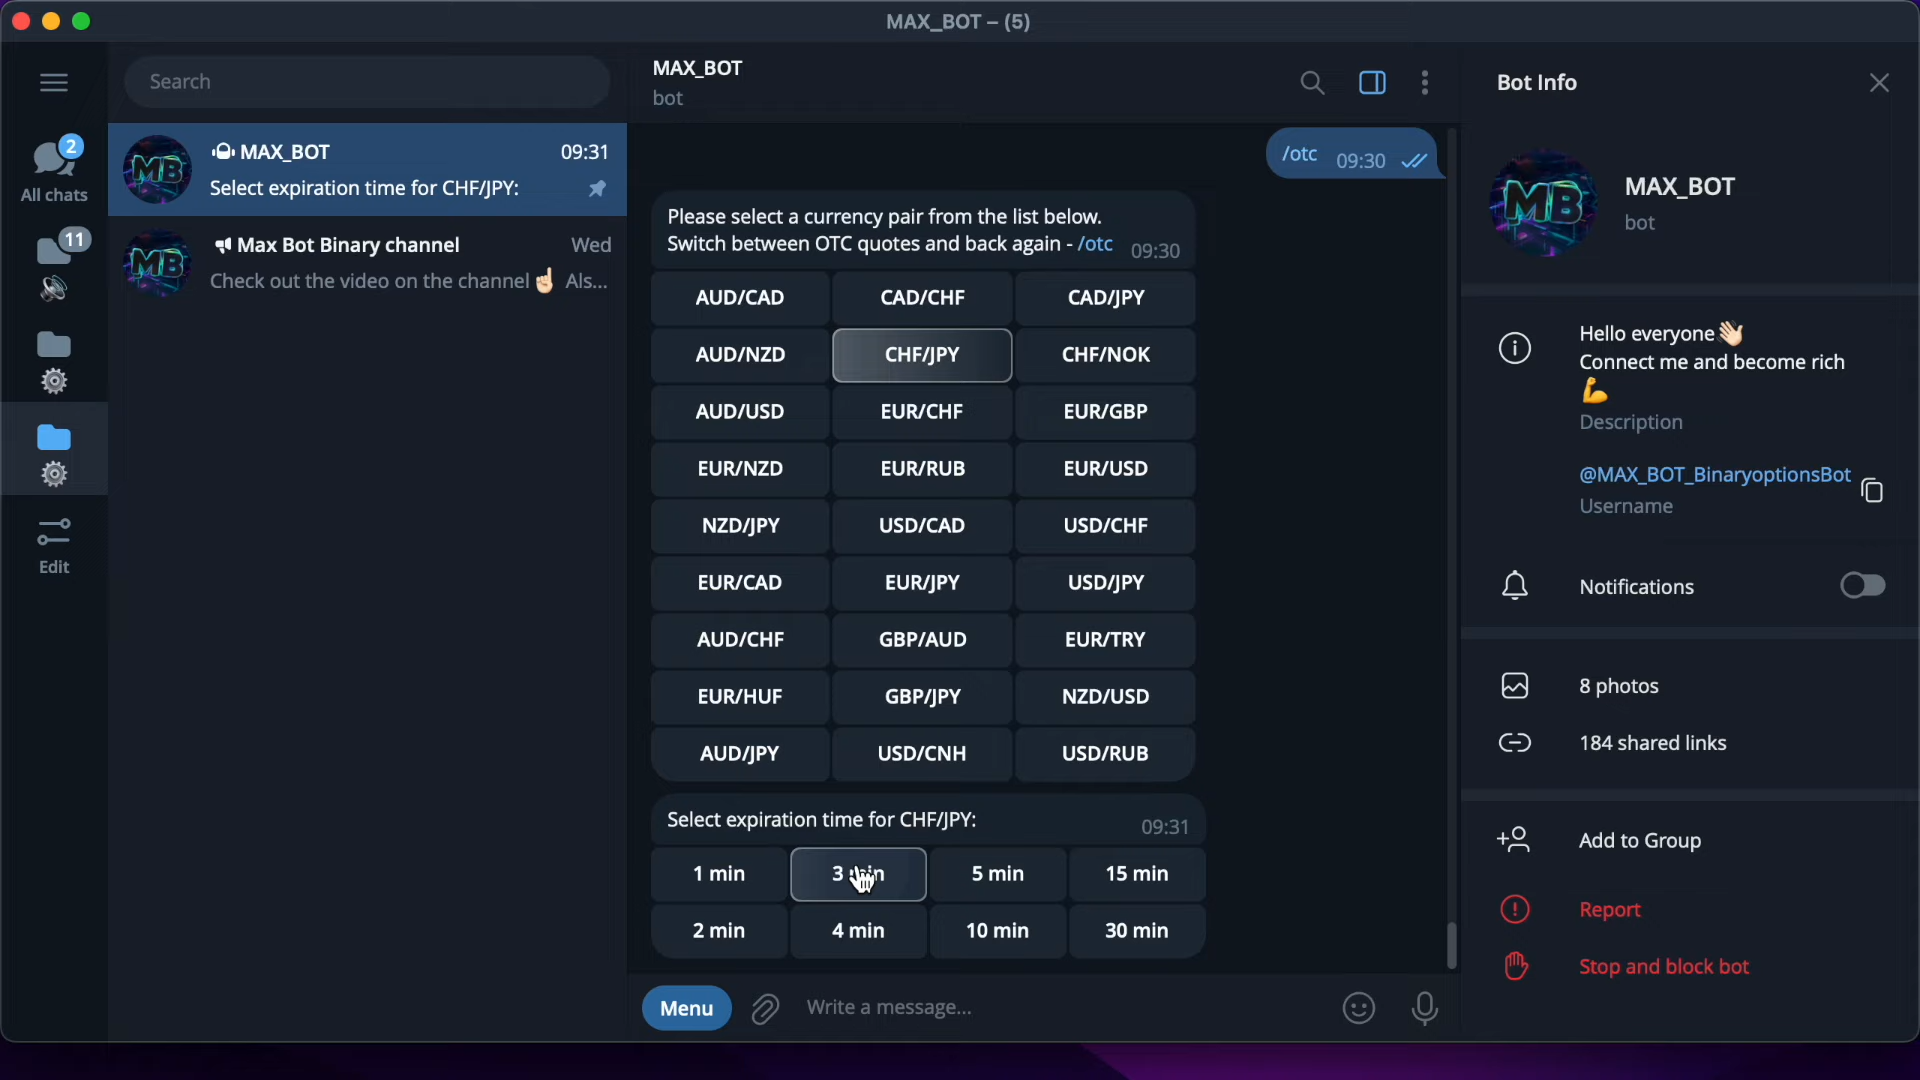 MAX_BOT – (5)
Search
2
All chats
11
Edit
MAX_BOT 09:31
Select expiration time for CHF/JPY:
Max Bot Binary channel Wed
Check out the video on the channel☝🏻 Als...
MAX_BOT
bot
/otc 09:30
Please select a currency pair from the list below.
Switch between OTC quotes and back again - /otc 09:30
AUD/CAD CAD/CHF CAD/JPY
AUD/NZD CHF/JPY CHF/NOK
AUD/USD EUR/CHF EUR/GBP
EUR/NZD EUR/RUB EUR/USD
NZD/JPY USD/CAD USD/CHF
EUR/CAD EUR/JPY USD/JPY
AUD/CHF GBP/AUD EUR/TRY
EUR/HUF GBP/JPY NZD/USD
AUD/JPY USD/CNH USD/RUB
Select expiration time for CHF/JPY: 09:31
1 min 3 min 5 min 15 min
2 min 4 min 10 min 30 min
Menu Write a message...
Bot Info
MB
MAX_BOT
bot
Hello everyone👋🏻
Connect me and become rich
💪
Description
@MAX_BOT_BinaryoptionsBot
Username
Notifications
8 photos
184 shared links
Add to Group
Report
Stop and block bot